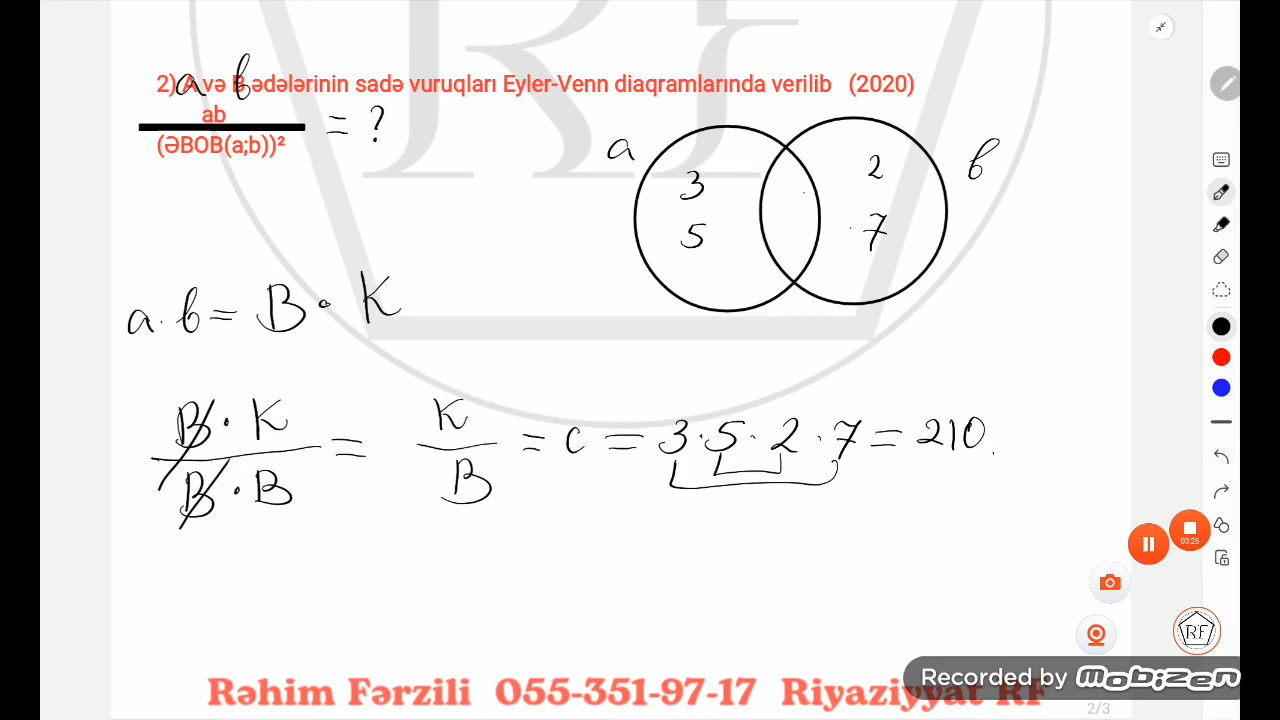 2) A və B ədələrinin sadə vuruqları Eyler-Venn diaqramlarında verilib (2020)
a b
ab
(ƏBOB(a;b))²
= ?
a
b
3
5
2
7
a · b = B · K
B · K
B · B
=
K
B
= c = 3 · 5 · 2 · 7 = 210
03:25
RF
Rəhim Fərzili 055-351-97-17 Riyaziyyat RF
Recorded by mobizen
2/3